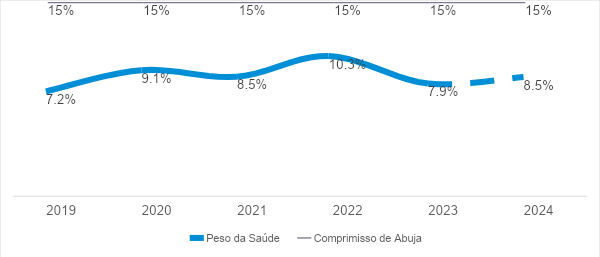 15% 15% 15% 15% 15% 15%
7.2% 9.1% 8.5% 10.3% 7.9% 8.5%
2019 2020 2021 2022 2023 2024
Peso da Saúde Comprimisso de Abuja